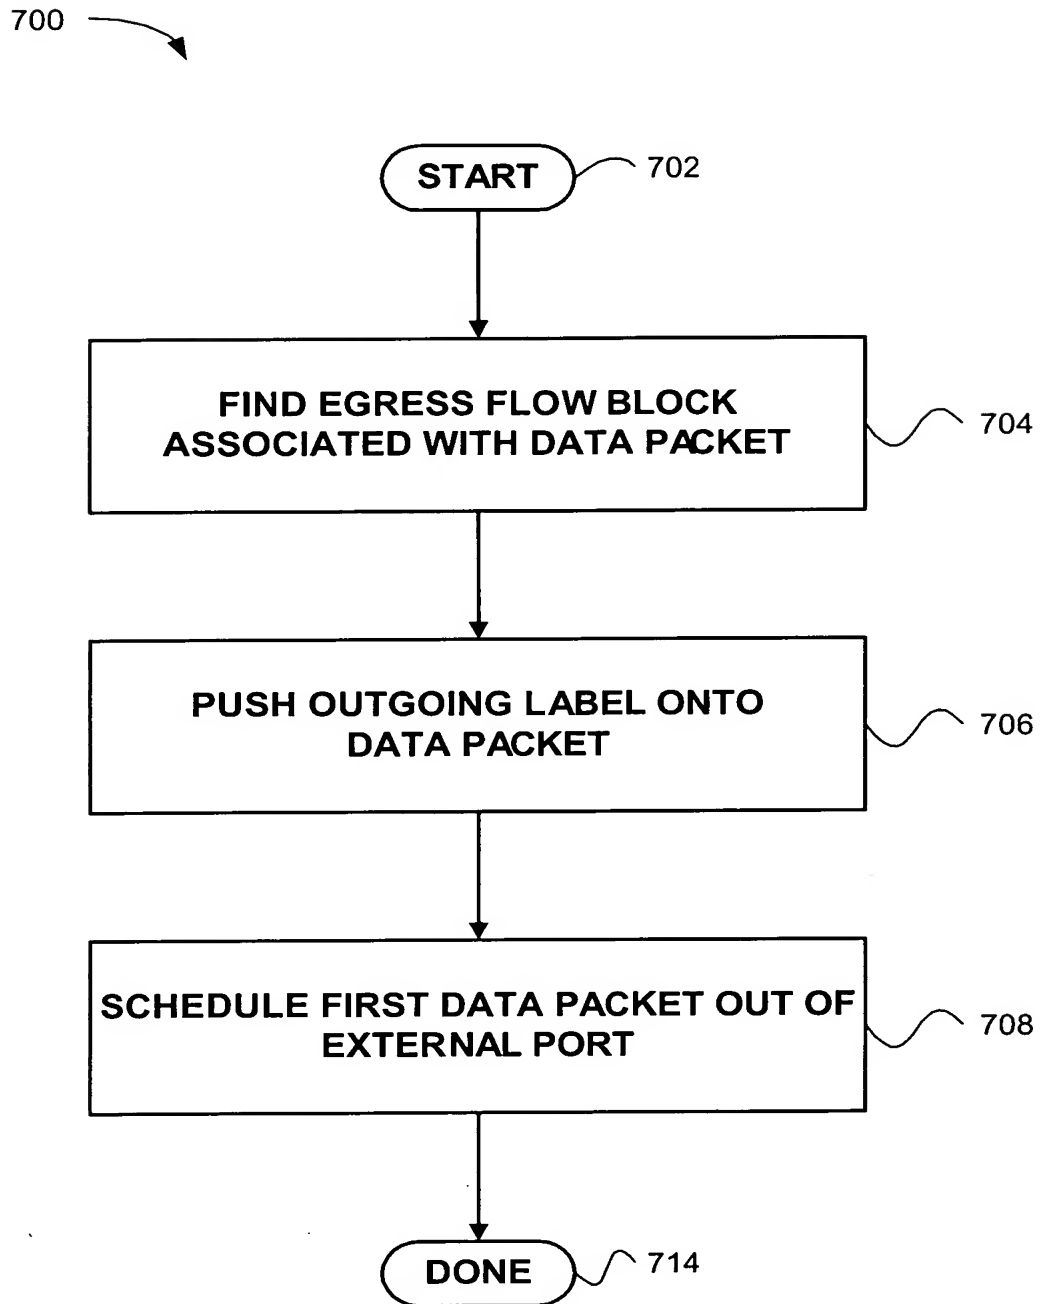 700
START
702
FIND EGRESS FLOW BLOCK
ASSOCIATED WITH DATA PACKET
704
PUSH OUTGOING LABEL ONTO
DATA PACKET
706
SCHEDULE FIRST DATA PACKET OUT OF
EXTERNAL PORT
708
DONE
714